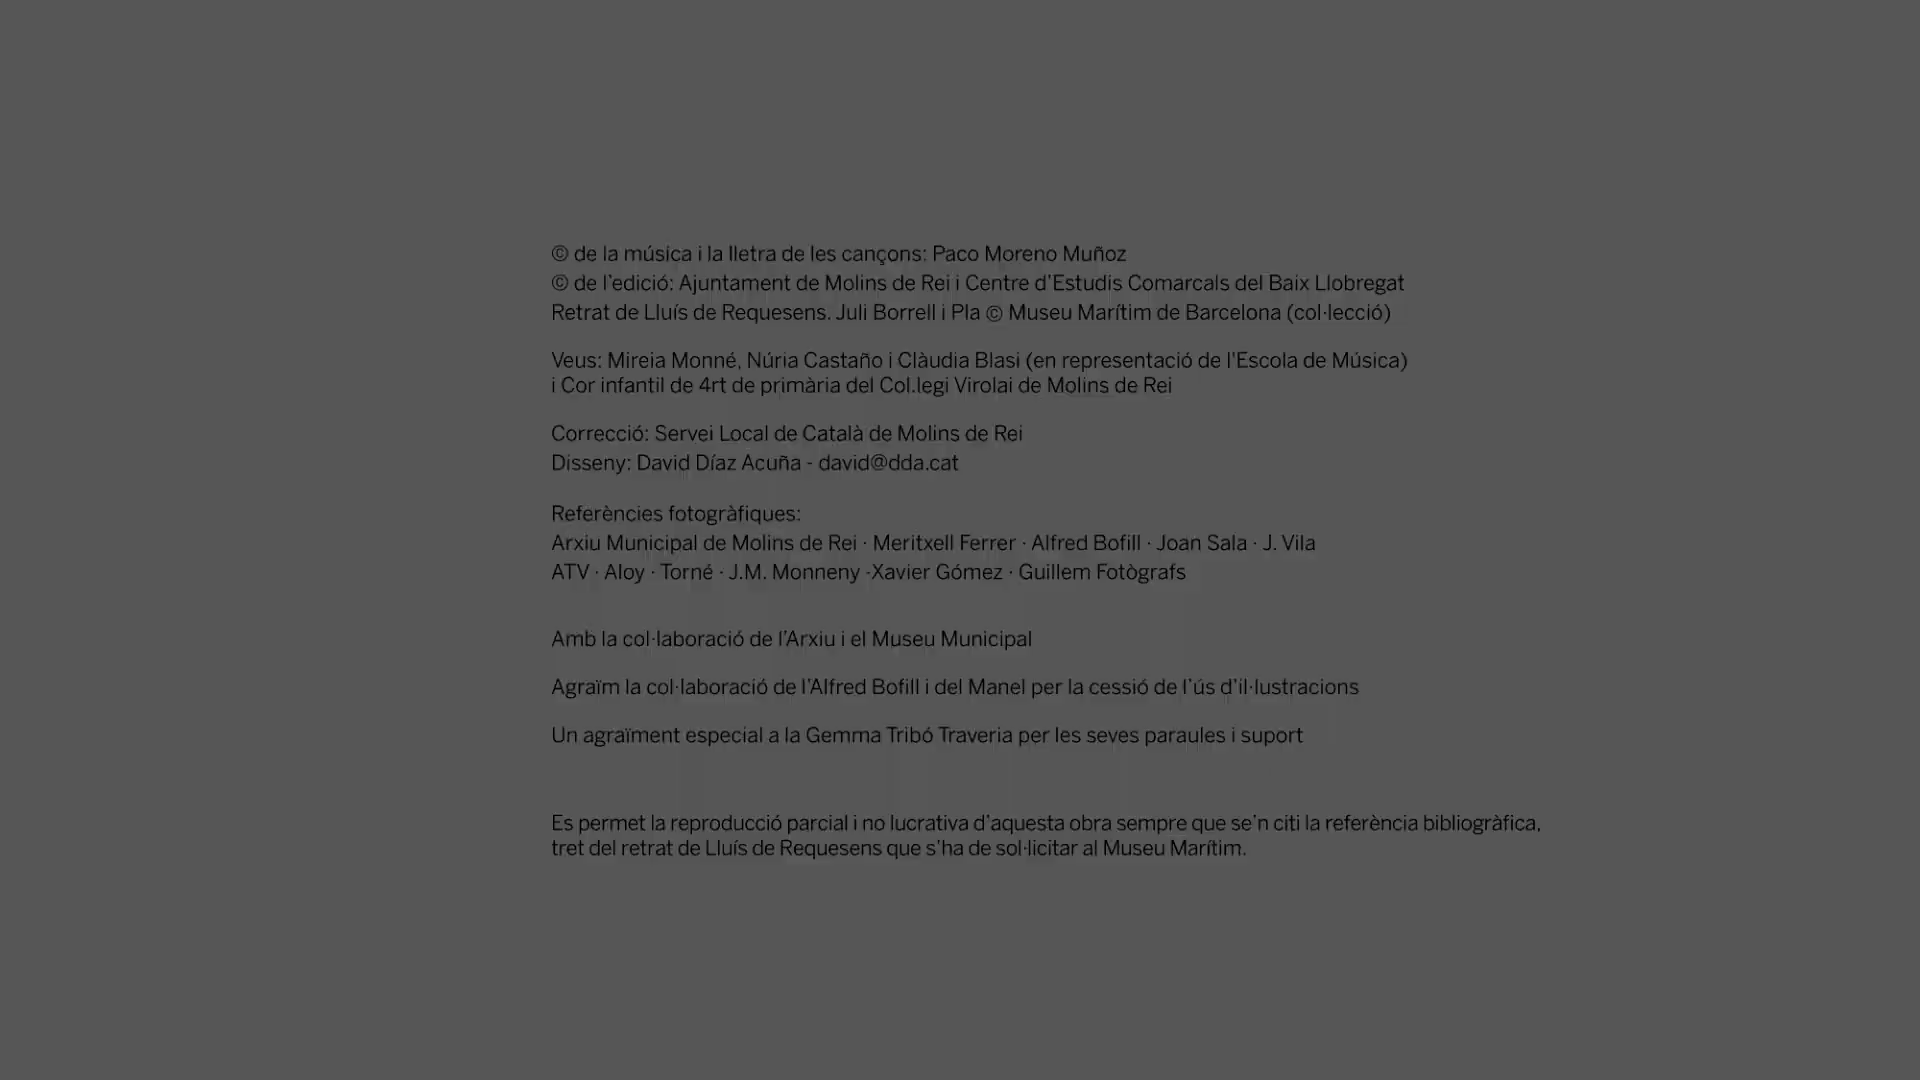 © de la música i la lletra de les cançons: Paco Moreno Muñoz
© de l’edició: Ajuntament de Molins de Rei i Centre d’Estudis Comarcals del Baix Llobregat
Retrat de Lluís de Requesens. Juli Borrell i Pla © Museu Marítim de Barcelona (col·lecció)
Veus: Mireia Monné, Núria Castaño i Clàudia Blasi (en representació de l'Escola de Música)
i Cor infantil de 4rt de primària del Col.legi Virolai de Molins de Rei
Correcció: Servei Local de Català de Molins de Rei
Disseny: David Díaz Acuña - david@dda.cat
Referències fotogràfiques:
Arxiu Municipal de Molins de Rei · Meritxell Ferrer · Alfred Bofill · Joan Sala · J. Vila
ATV · Aloy · Torné · J.M. Monneny -Xavier Gómez · Guillem Fotògrafs
Amb la col·laboració de l’Arxiu i el Museu Municipal
Agraïm la col·laboració de l’Alfred Bofill i del Manel per la cessió de l’ús d’il·lustracions
Un agraïment especial a la Gemma Tribó Traveria per les seves paraules i suport
Es permet la reproducció parcial i no lucrativa d’aquesta obra sempre que se’n citi la referència bibliogràfica,
tret del retrat de Lluís de Requesens que s’ha de sol·licitar al Museu Marítim.